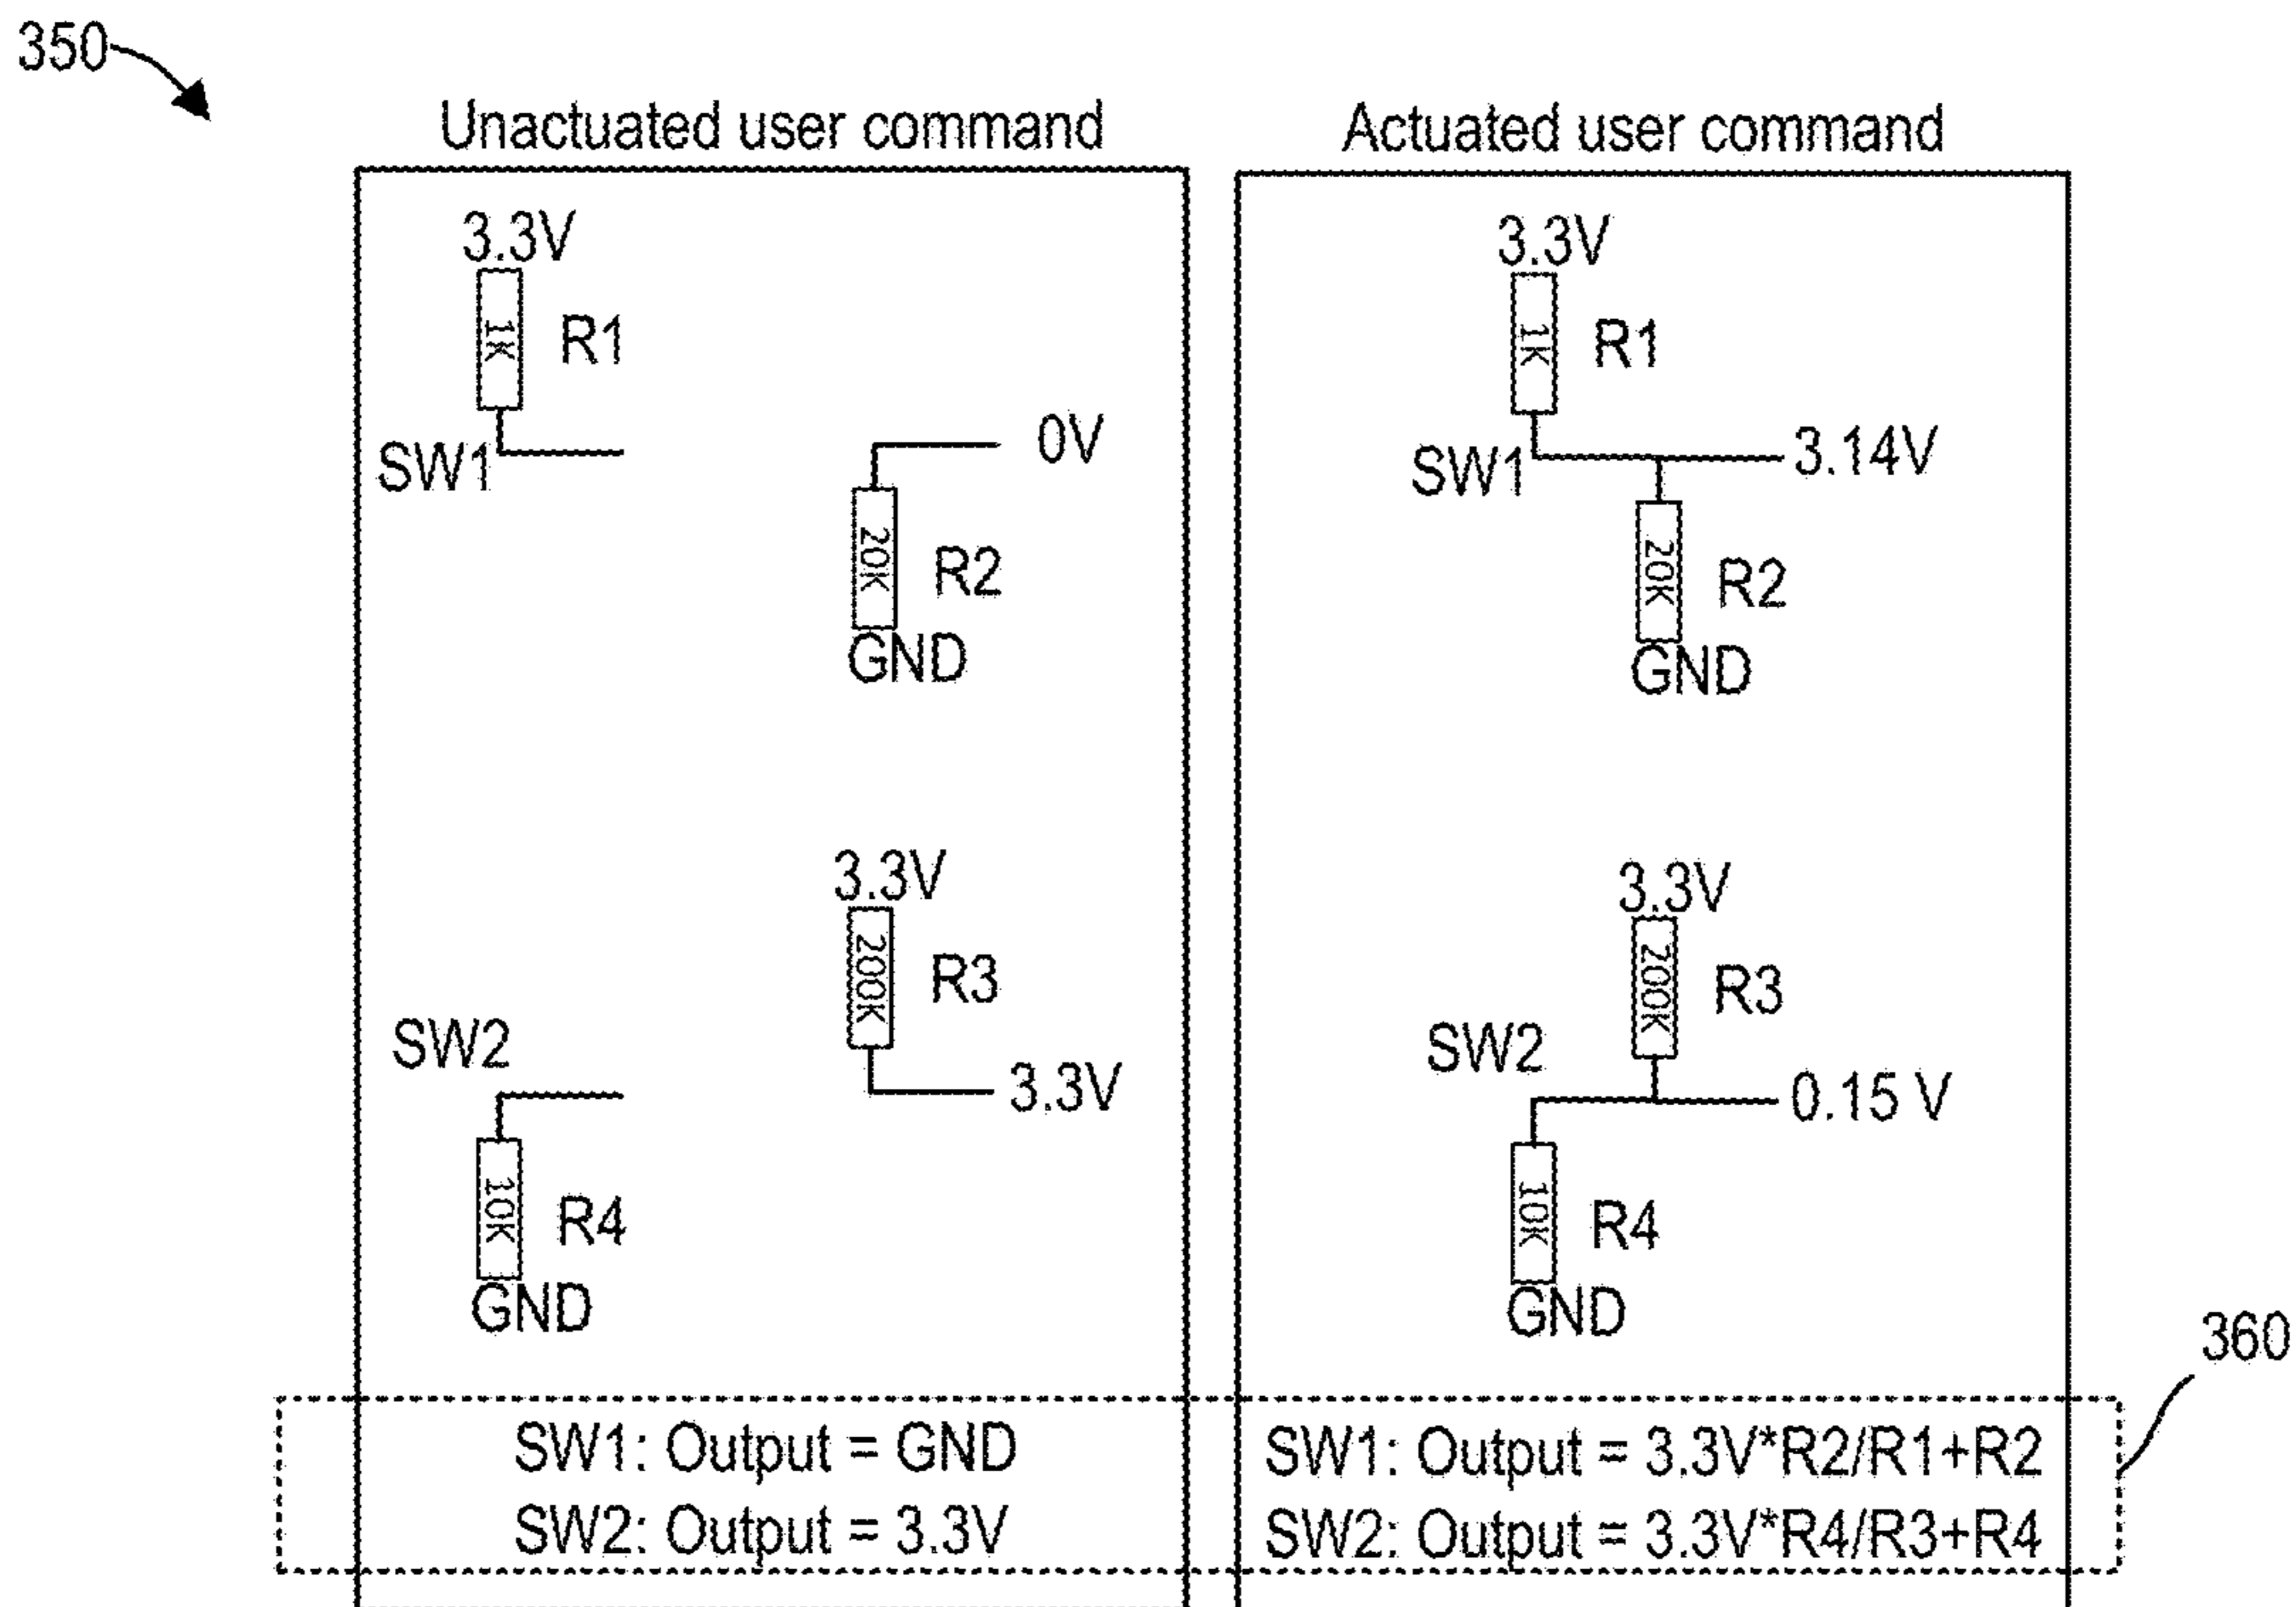 350
Unactuated user command
3.3V
1K
R1
SW1
0V
20K
R2
GND
3.3V
200K
R3
SW2
3.3V
10K
R4
GND
SW1: Output = GND
SW2: Output = 3.3V
Actuated user command
3.3V
1K
R1
SW1
3.14V
20K
R2
GND
3.3V
200K
R3
SW2
0.15 V
10K
R4
GND
SW1: Output = 3.3V*R2/R1+R2
SW2: Output = 3.3V*R4/R3+R4
360